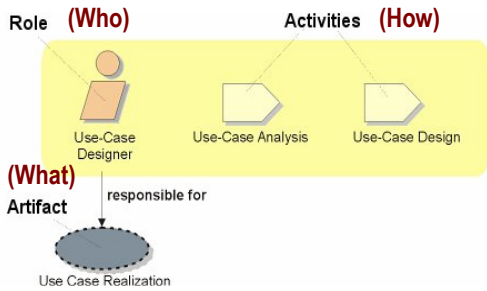 Role (Who)
Activities (How)
Use-Case
Designer
Use-Case Analysis
Use-Case Design
(What)
responsible for
Artifact
Use Case Realization